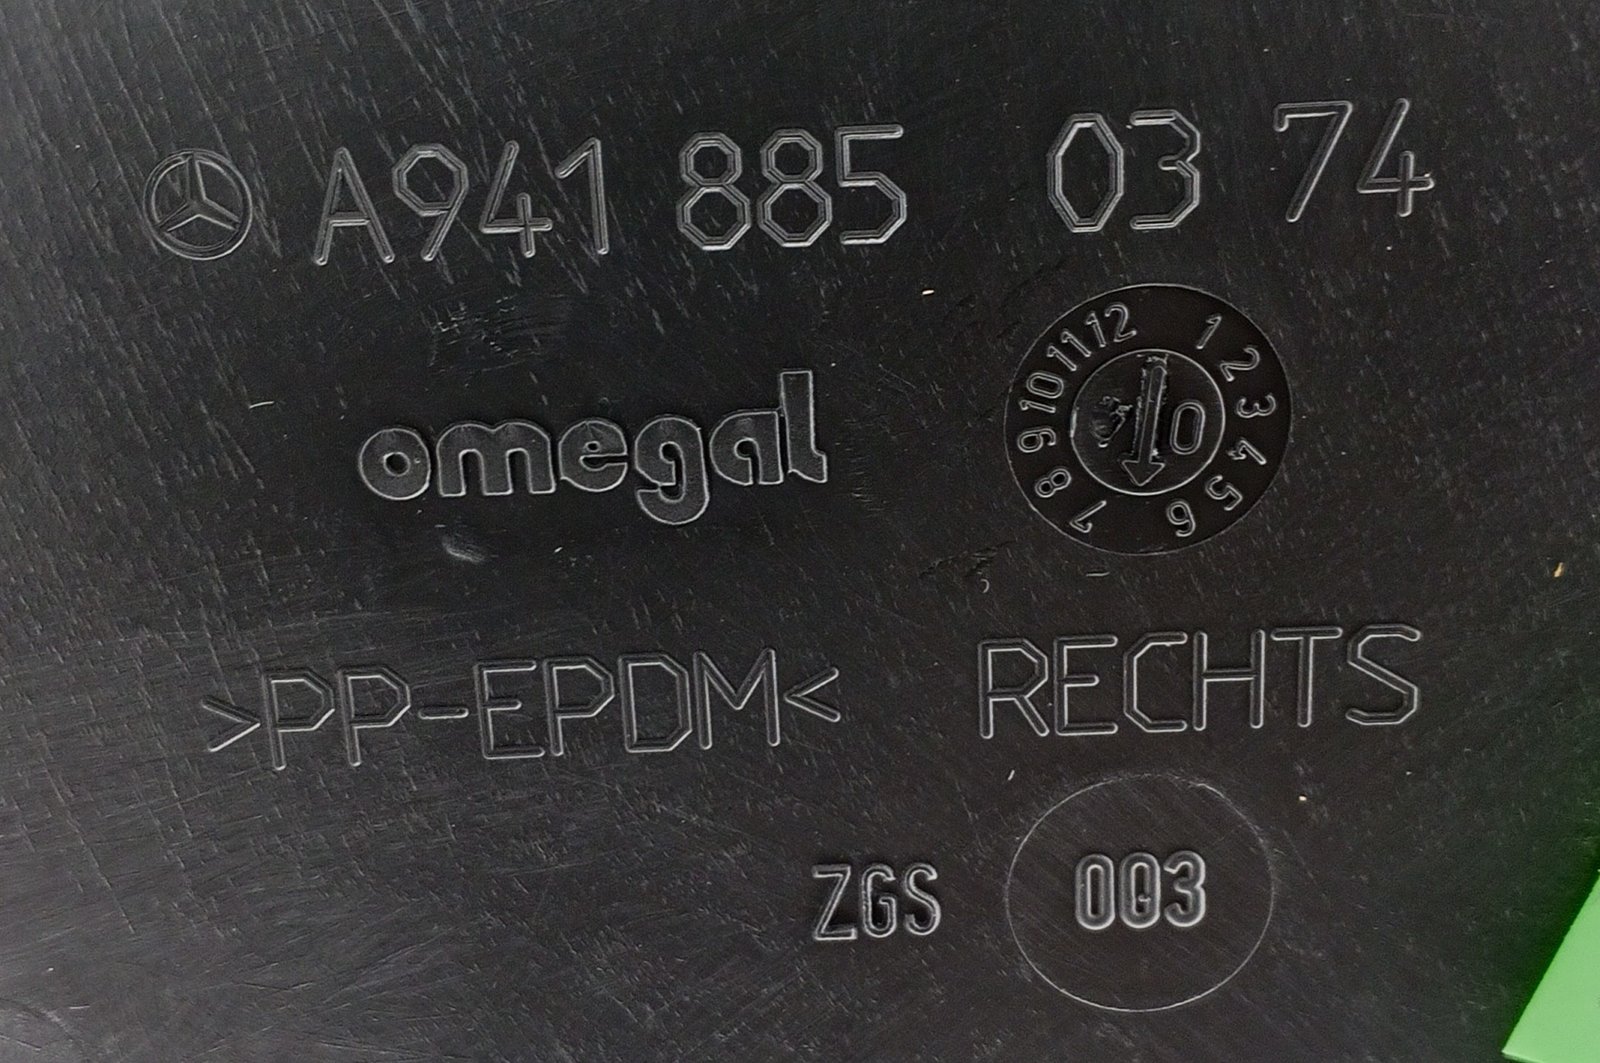 A941 885 03 74
omegal
1 2 3 4 5 6 7 8 9 10 11 12
0
>PP-EPDM< RECHTS
ZGS 003